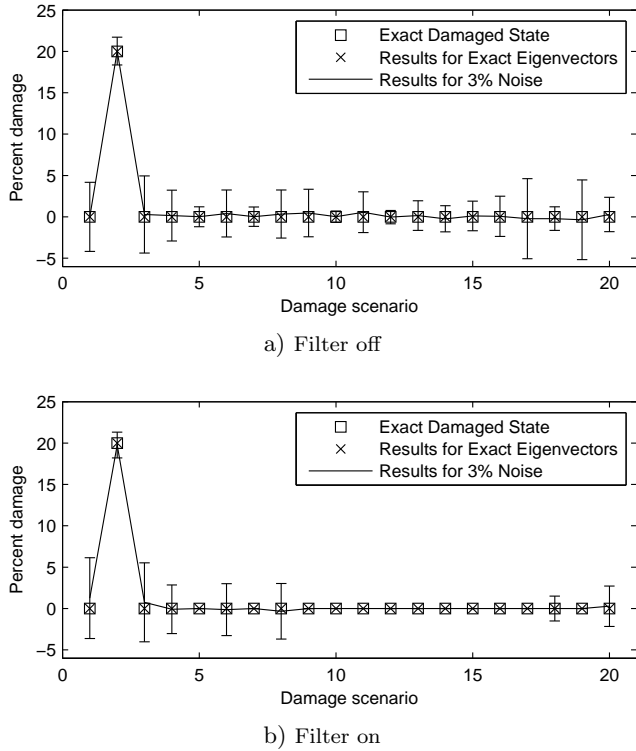 25
20
15
10
5
0
−5
Percent damage
Exact Damaged State
Results for Exact Eigenvectors
Results for 3% Noise
0 5 10 15 20
Damage scenario
a) Filter off
25
20
15
10
5
0
−5
Percent damage
Exact Damaged State
Results for Exact Eigenvectors
Results for 3% Noise
0 5 10 15 20
Damage scenario
b) Filter on